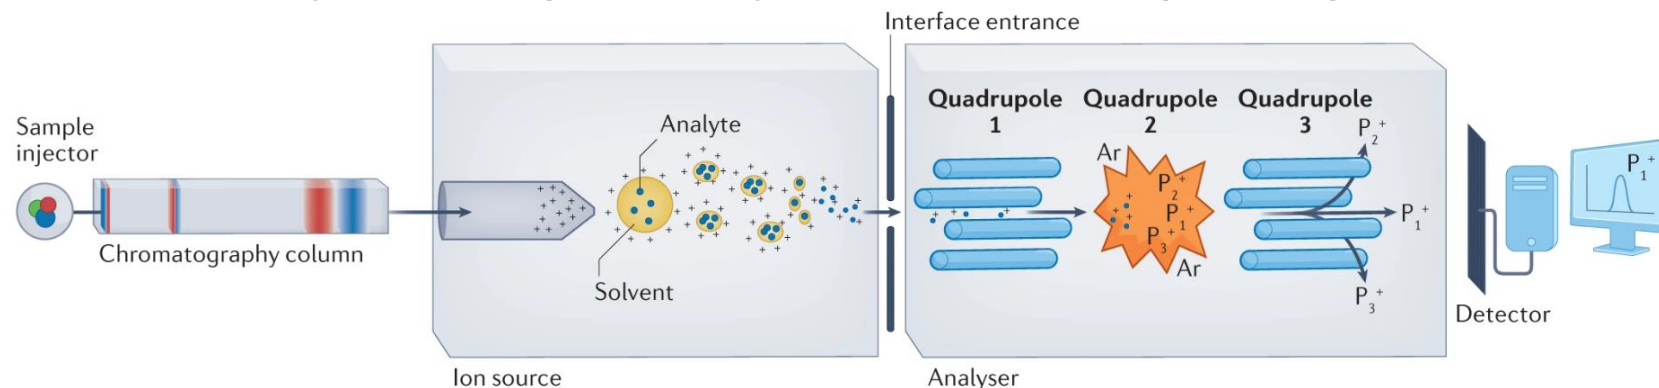 Interface entrance
Sample
injector
Chromatography column
Analyte
Solvent
Ion source
Quadrupole
1
Quadrupole
2
Quadrupole
3
Ar
P₂⁺
P₁⁺
P₃⁺
Ar
P₂⁺
P₁⁺
P₃⁺
Analyser
Detector
P₁⁺